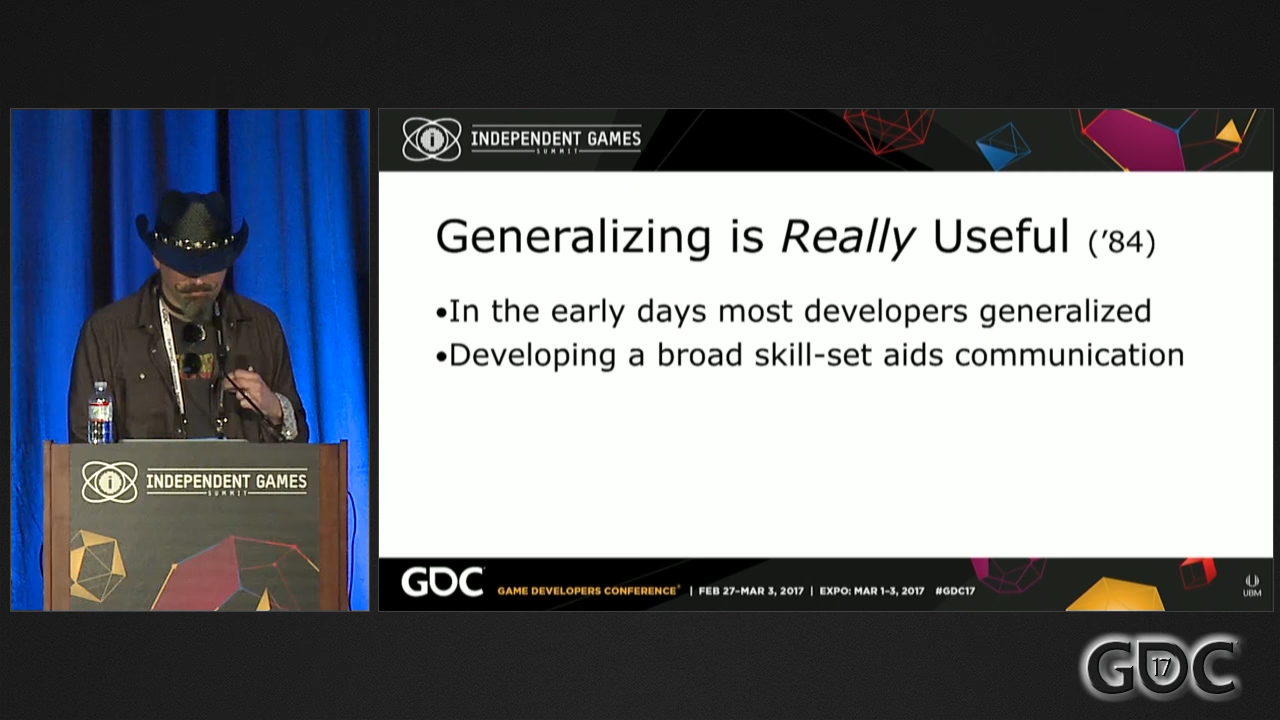 INDEPENDENT GAMES
SUMMIT
Generalizing is Really Useful (’84)
•In the early days most developers generalized
•Developing a broad skill-set aids communication
INDEPENDENT GAMES
SUMMIT
GDC GAME DEVELOPERS CONFERENCE® | FEB 27–MAR 3, 2017 | EXPO: MAR 1–3, 2017 #GDC17
UBM
GDC 17